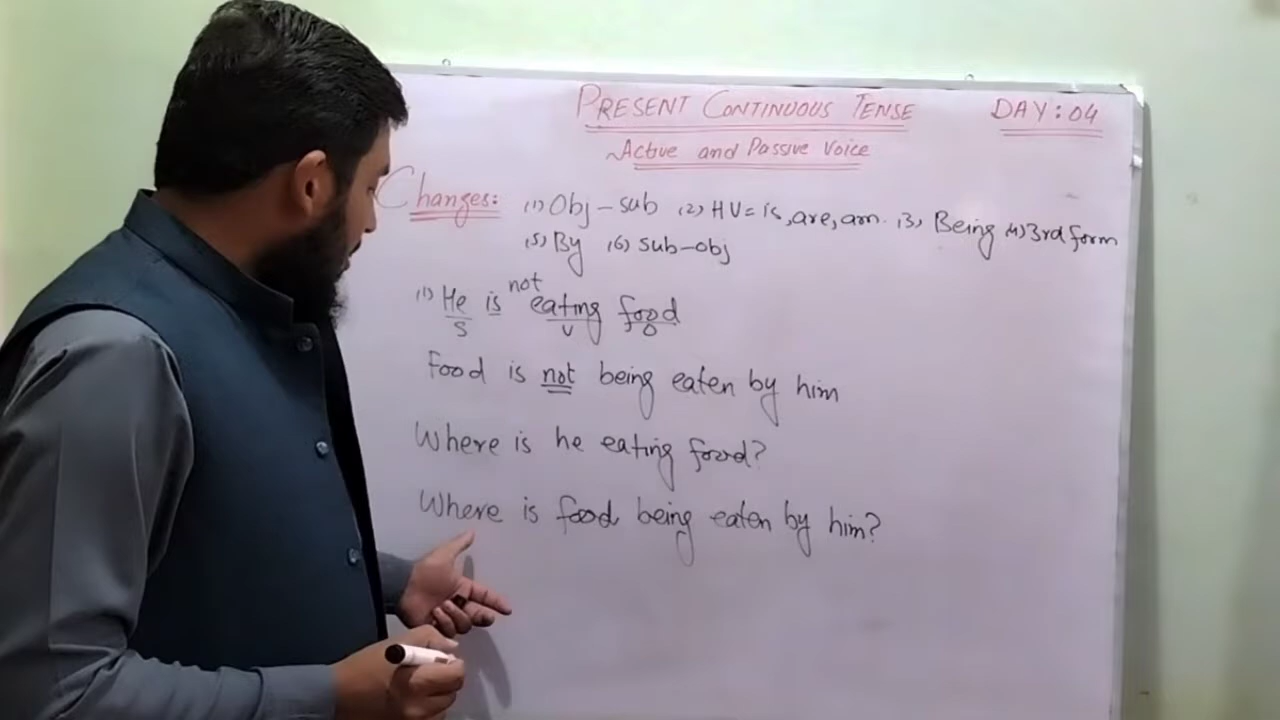 PRESENT CONTINUOUS TENSE DAY: 04
Active and Passive Voice
Changes: (1) Obj-sub (2) HV= is, are, am. (3) Being (4) 3rd form
(5) By (6) Sub-obj
not
(1) He is eating food
S V O
Food is not being eaten by him
Where is he eating food?
Where is food being eaten by him?